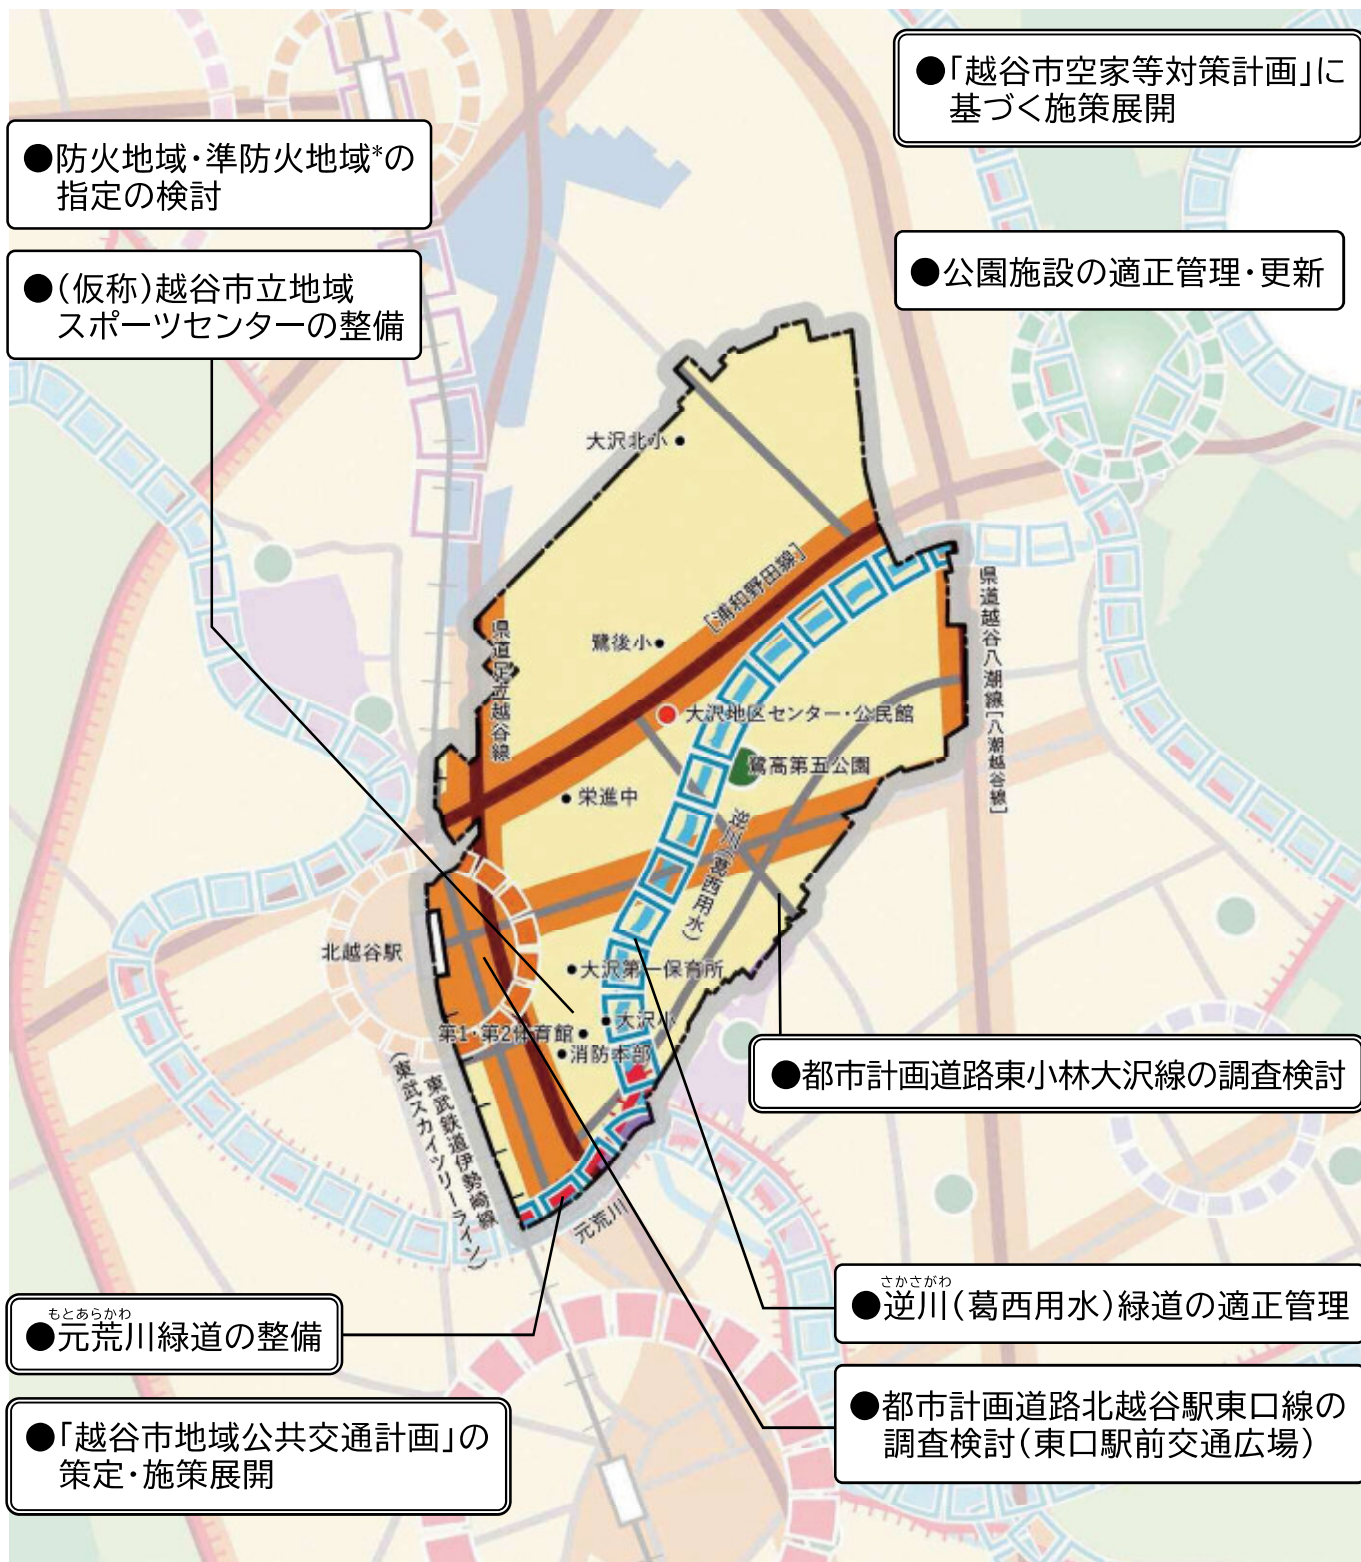 ●「越谷市空家等対策計画」に
基づく施策展開
●防火地域・準防火地域*の
指定の検討
●公園施設の適正管理・更新
●(仮称)越谷市立地域
スポーツセンターの整備
大沢北小
[浦和野田線]
県道越谷八潮線[八潮越谷線]
県道足立越谷線
鷺後小
大沢地区センター・公民館
鷺高第五公園
栄進中
逆川(葛西用水)
北越谷駅
大沢第一保育所
大沢小
第1・第2体育館
消防本部
●都市計画道路東小林大沢線の調査検討
東武鉄道伊勢崎線
(東武スカイツリーライン)
元荒川
さかさがわ
●逆川(葛西用水)緑道の適正管理
もとあらかわ
●元荒川緑道の整備
●都市計画道路北越谷駅東口線の
調査検討(東口駅前交通広場)
●「越谷市地域公共交通計画」の
策定・施策展開